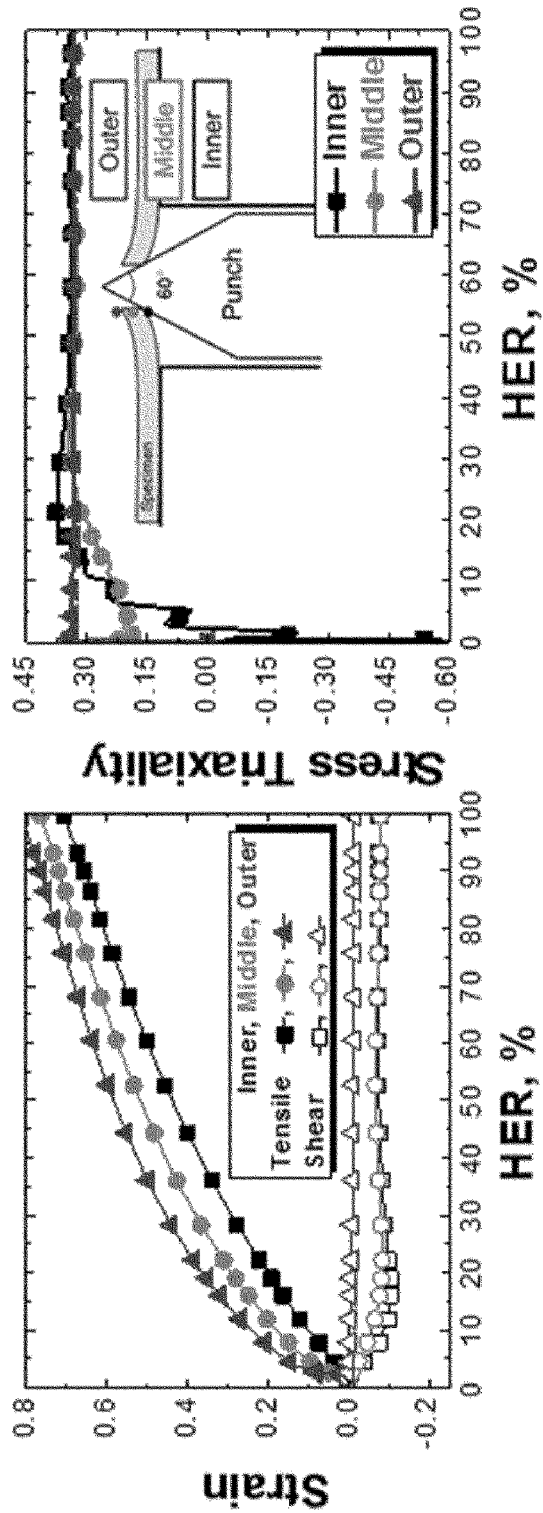 0.8
0.6
0.4
0.2
0.0
-0.2
Strain
Inner, Middle, Outer
Tensile
Shear
0 10 20 30 40 50 60 70 80 90 100
HER, %
0.45
0.30
0.15
0.00
-0.15
-0.30
-0.45
-0.60
Stress Triaxiality
Outer
Middle
Inner
Specimen
60°
Punch
Inner
Middle
Outer
0 10 20 30 40 50 60 70 80 90 100
HER, %